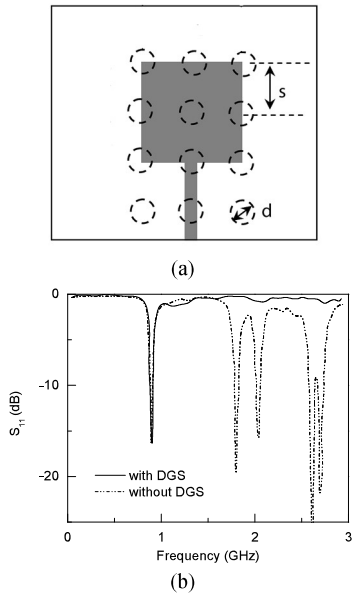 s
d
(a)
0
-10
-20
S11 (dB)
with DGS
without DGS
0 1 2 3
Frequency (GHz)
(b)